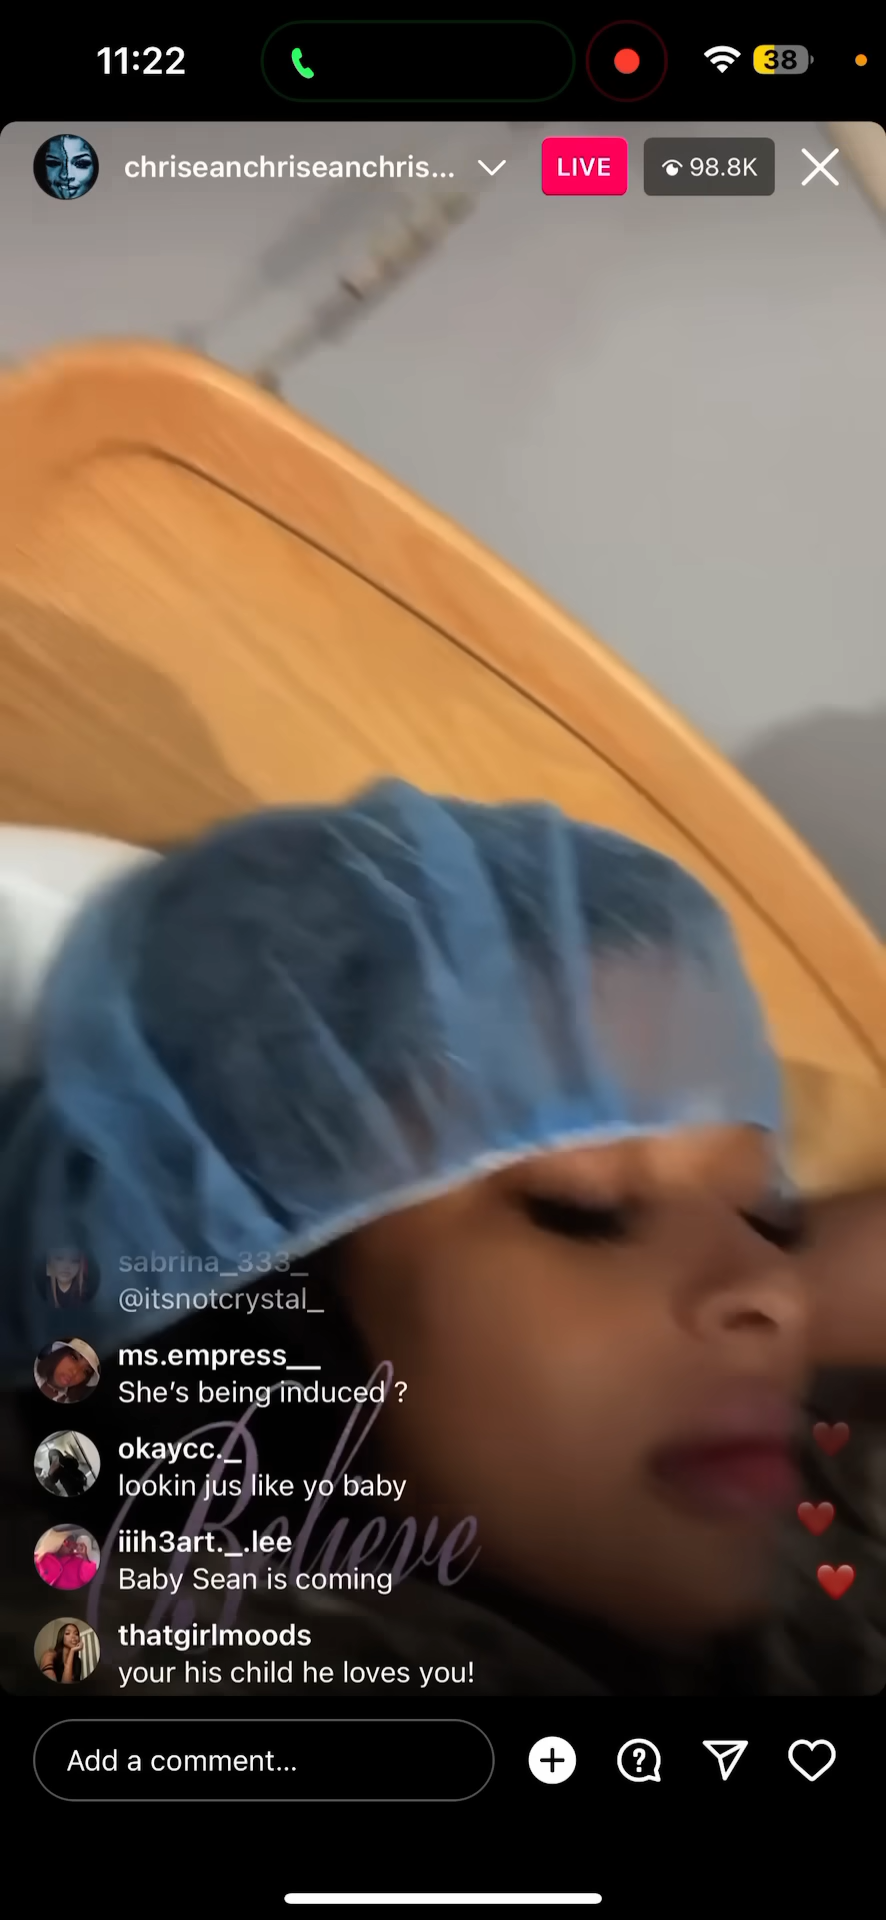 11:22
38
chriseanchriseanchris...
LIVE
98.8K
sabrina_333_
@itsnotcrystal_
ms.empress__
She's being induced ?
okaycc._
lookin jus like yo baby
iiih3art._.lee
Baby Sean is coming
Believe
thatgirlmoods
your his child he loves you!
Add a comment...